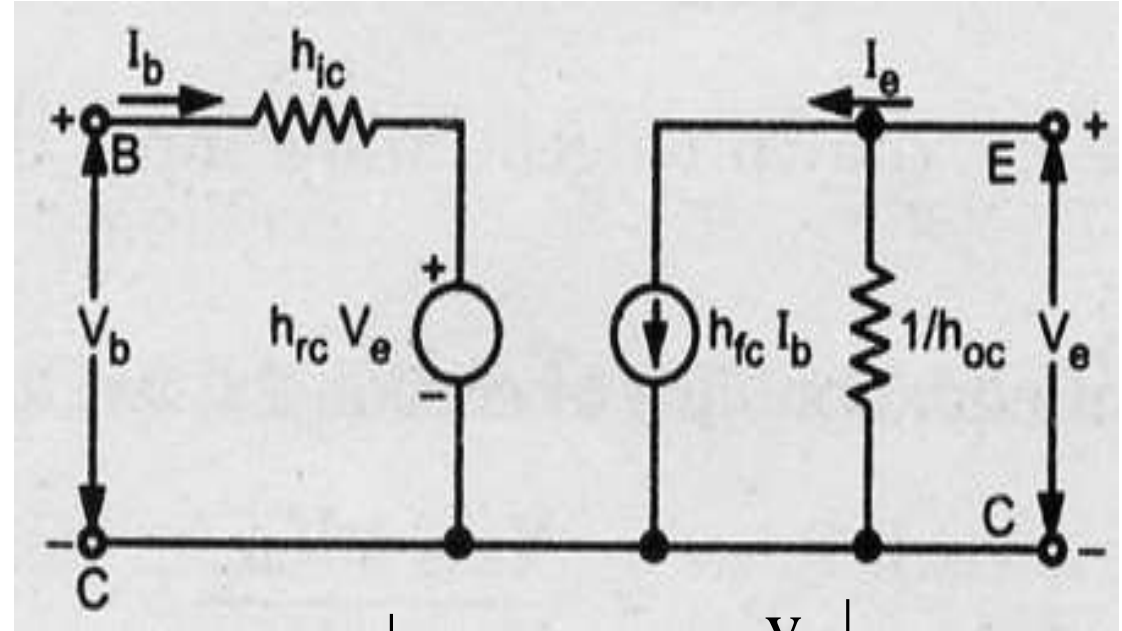 I_b h_ic I_e
+ B E +
+
V_b h_rc V_e h_fc I_b 1/h_oc V_e
−
C
− −
C
V